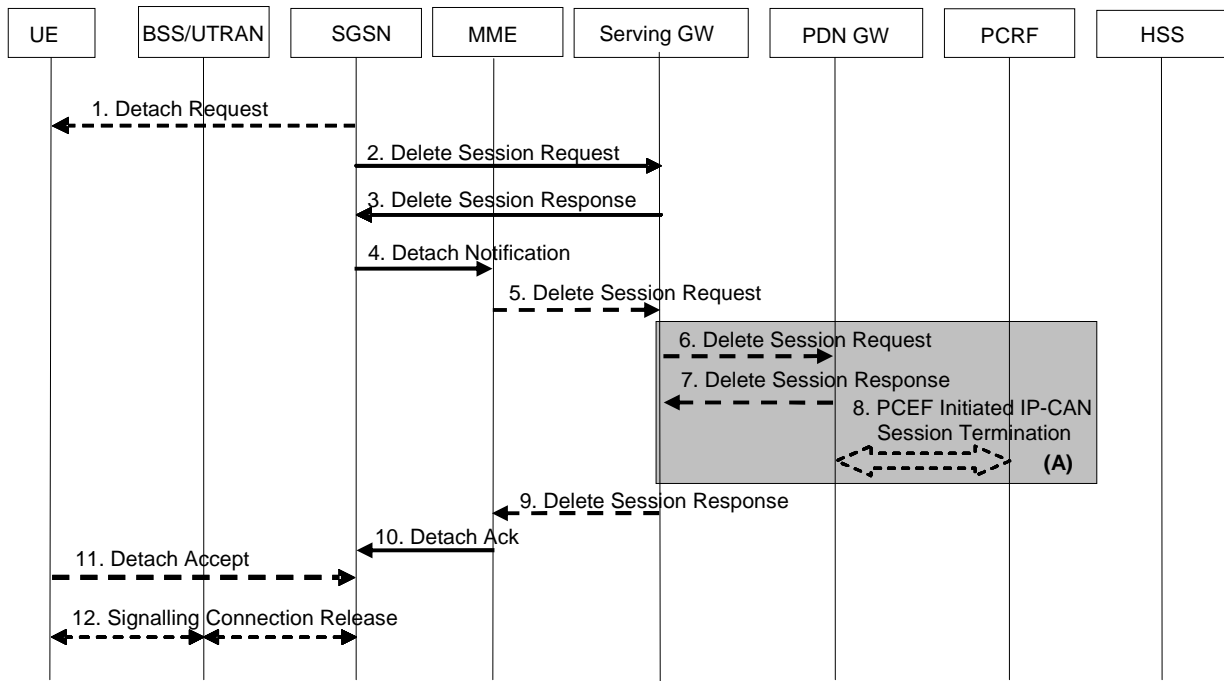 UE
BSS/UTRAN
SGSN
MME
Serving GW
PDN GW
PCRF
HSS
1. Detach Request
2. Delete Session Request
3. Delete Session Response
4. Detach Notification
5. Delete Session Request
6. Delete Session Request
7. Delete Session Response
8. PCEF Initiated IP-CAN
Session Termination
(A)
9. Delete Session Response
10. Detach Ack
11. Detach Accept
12. Signalling Connection Release